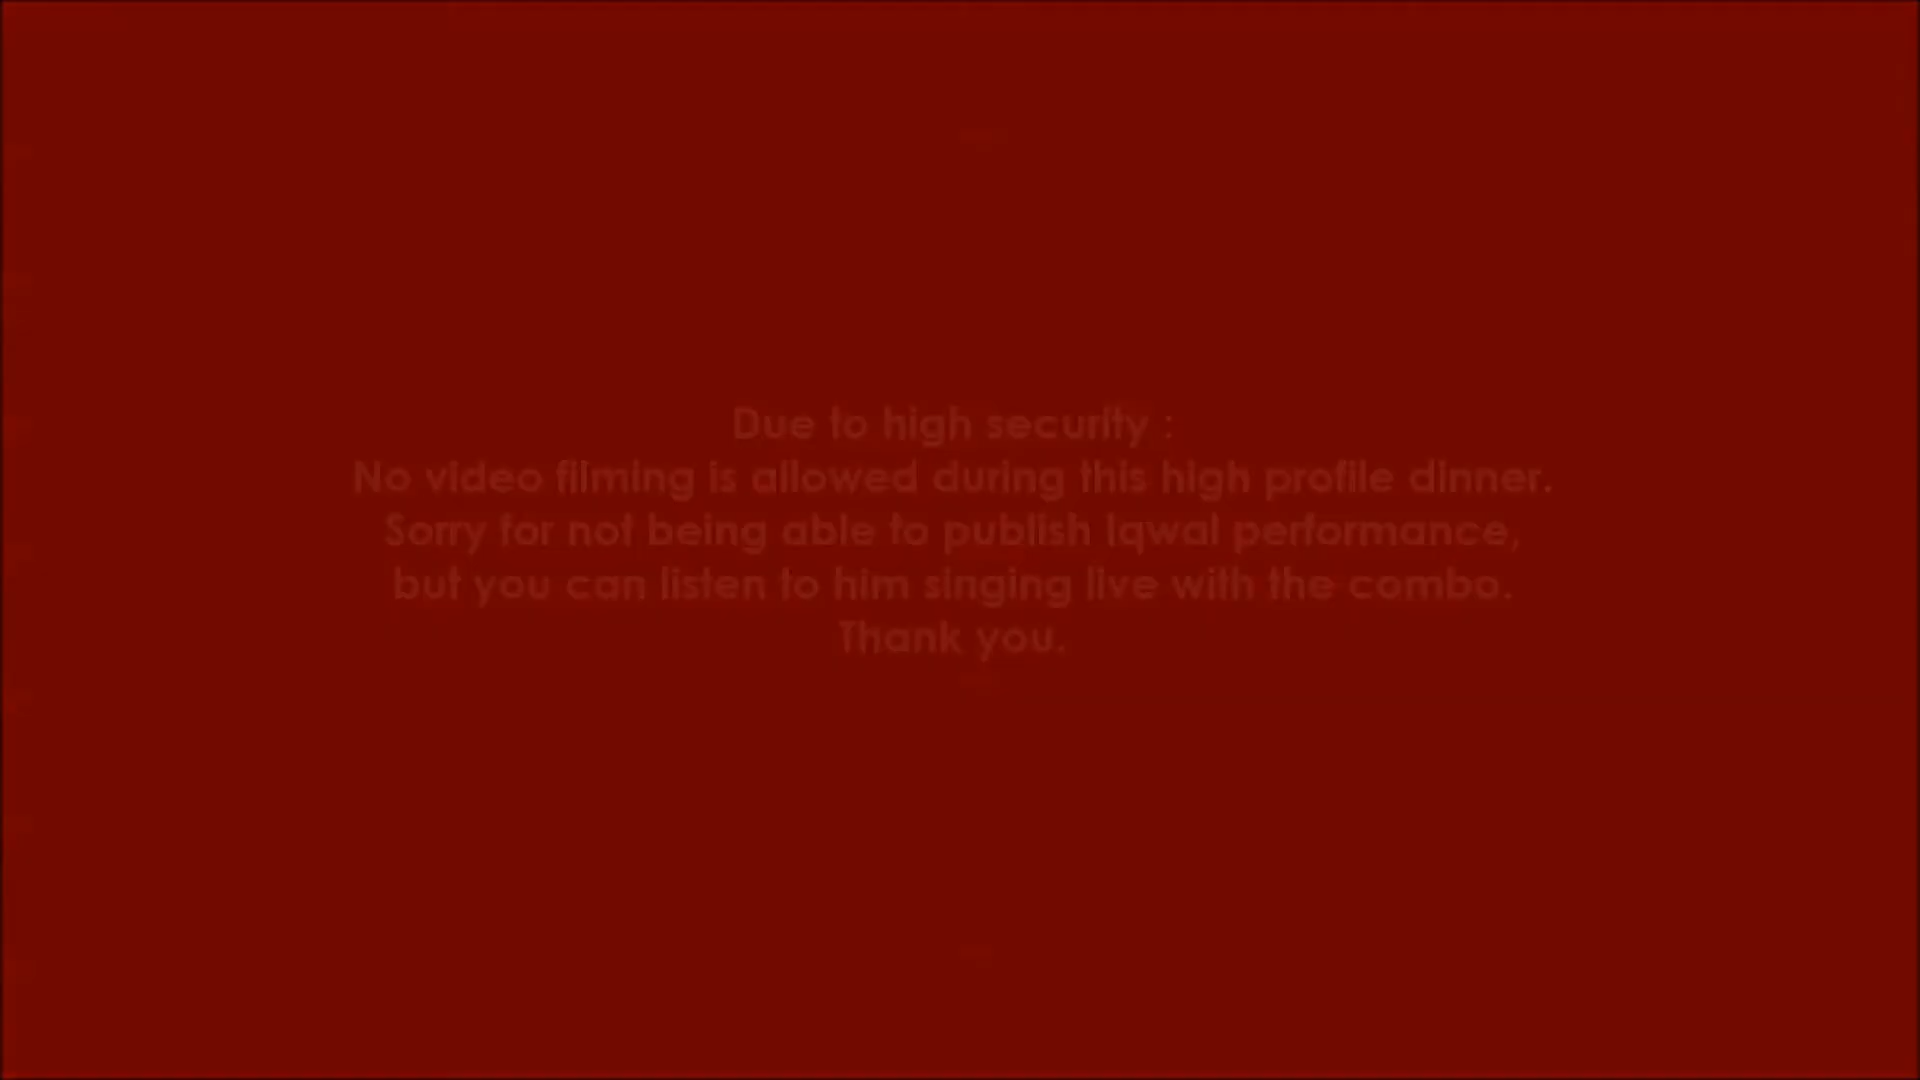 Due to high security :
No video filming is allowed during this high profile dinner.
Sorry for not being able to publish Iqwal performance,
but you can listen to him singing live with the combo.
Thank you.